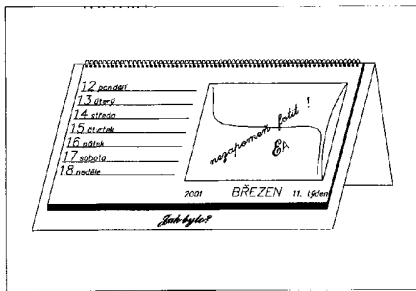 12 pondělí
13 úterý
14 středa
15 čtvrtek
16 pátek
17 sobota
18 neděle
nezapomeň fotit !
EA
2001 BŘEZEN 11. týden
Jak bylo?